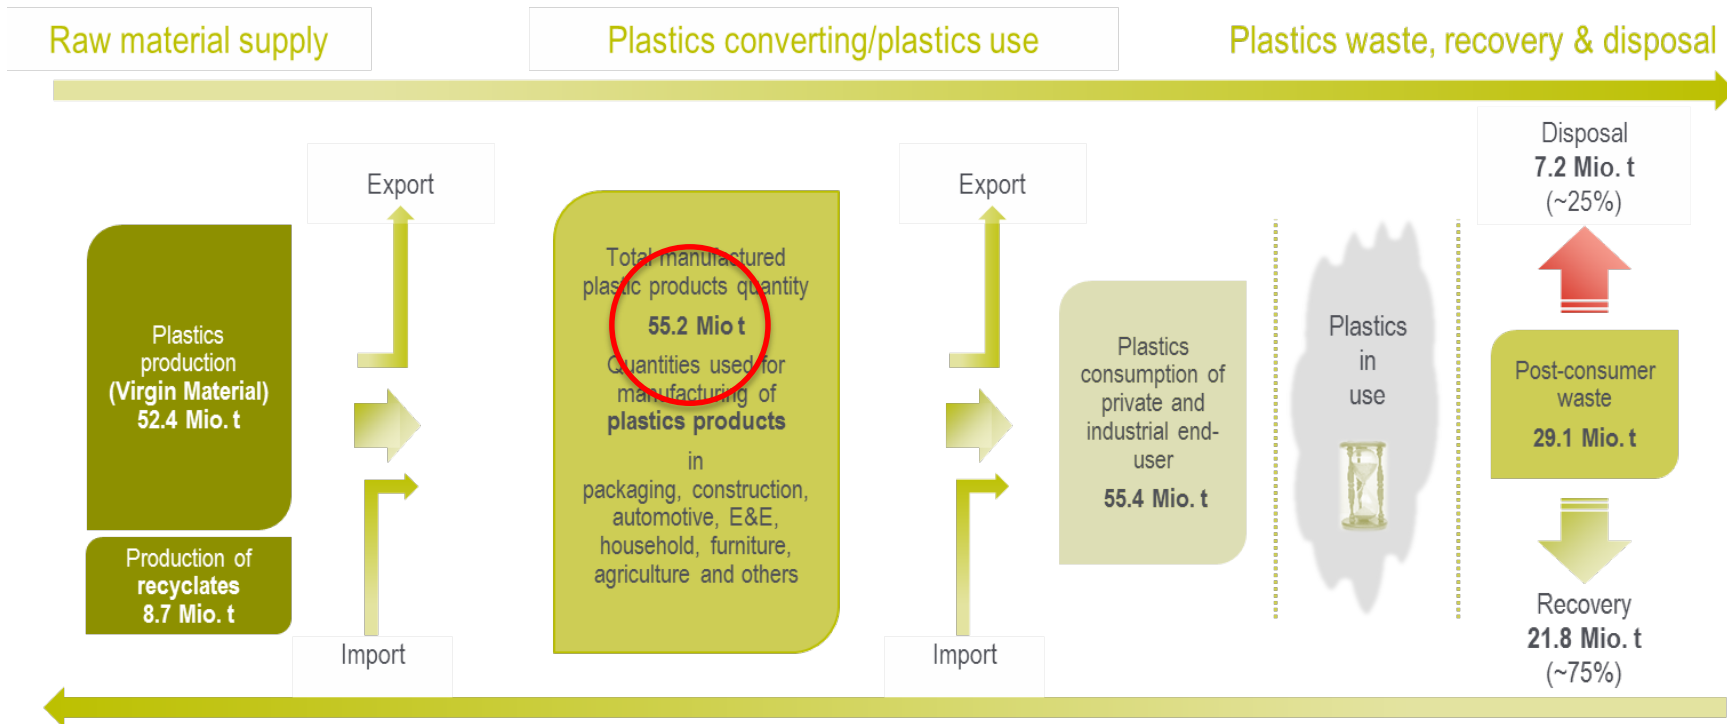 Raw material supply
Plastics converting/plastics use
Plastics waste, recovery & disposal
Export
Export
Disposal
7.2 Mio. t
(~25%)
Plastics
production
(Virgin Material)
52.4 Mio. t
Production of
recyclates
8.7 Mio. t
Import
Total manufactured
plastic products quantity
55.2 Mio t
Quantities used for
manufacturing of
plastics products
in
packaging, construction,
automotive, E&E,
household, furniture,
agriculture and others
Import
Plastics
consumption of
private and
industrial end-
user
55.4 Mio. t
Plastics
in
use
Post-consumer
waste
29.1 Mio. t
Recovery
21.8 Mio. t
(~75%)